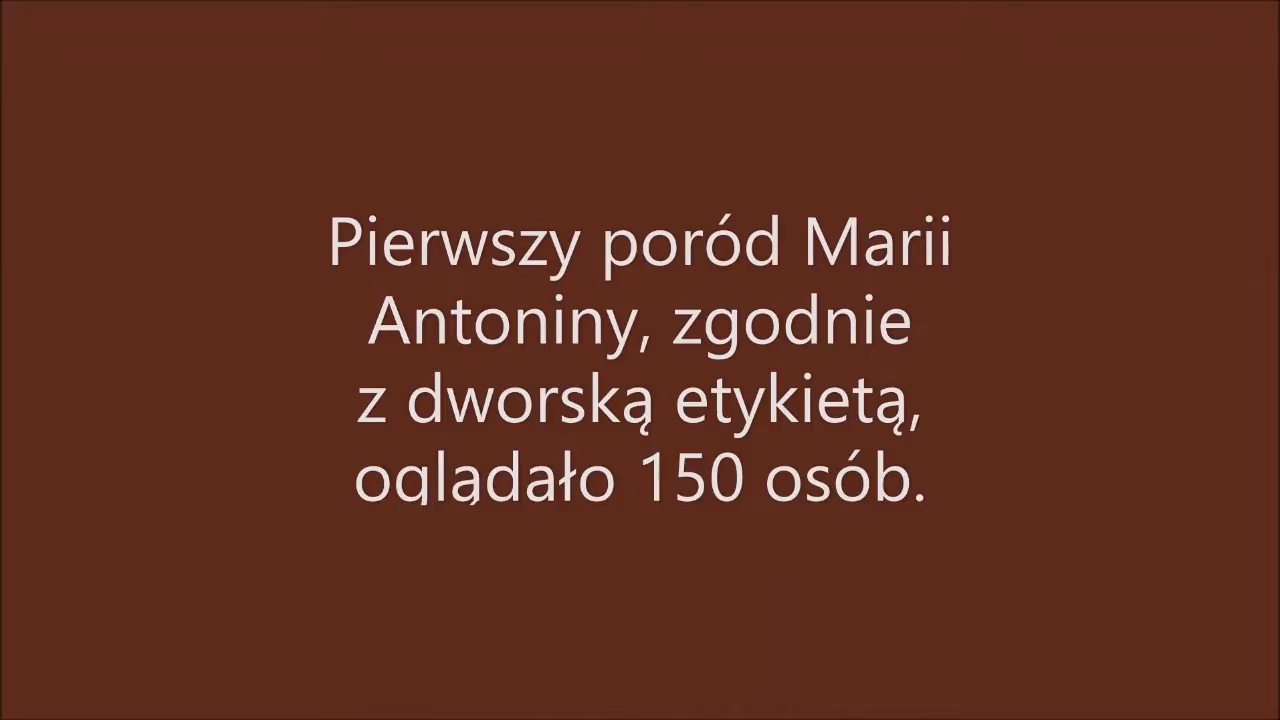 Pierwszy poród Marii
Antoniny, zgodnie
z dworską etykietą,
oglądało 150 osób.